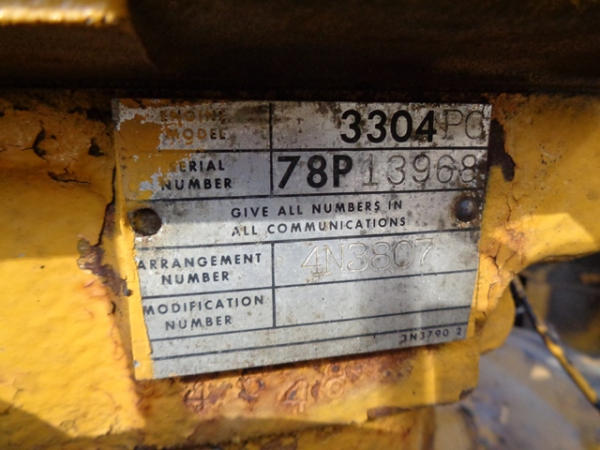 ENGINE
MODEL
3304PC
SERIAL
NUMBER
78P13968
GIVE ALL NUMBERS IN
ALL COMMUNICATIONS
ARRANGEMENT
NUMBER
4N3807
MODIFICATION
NUMBER
3N3790 2